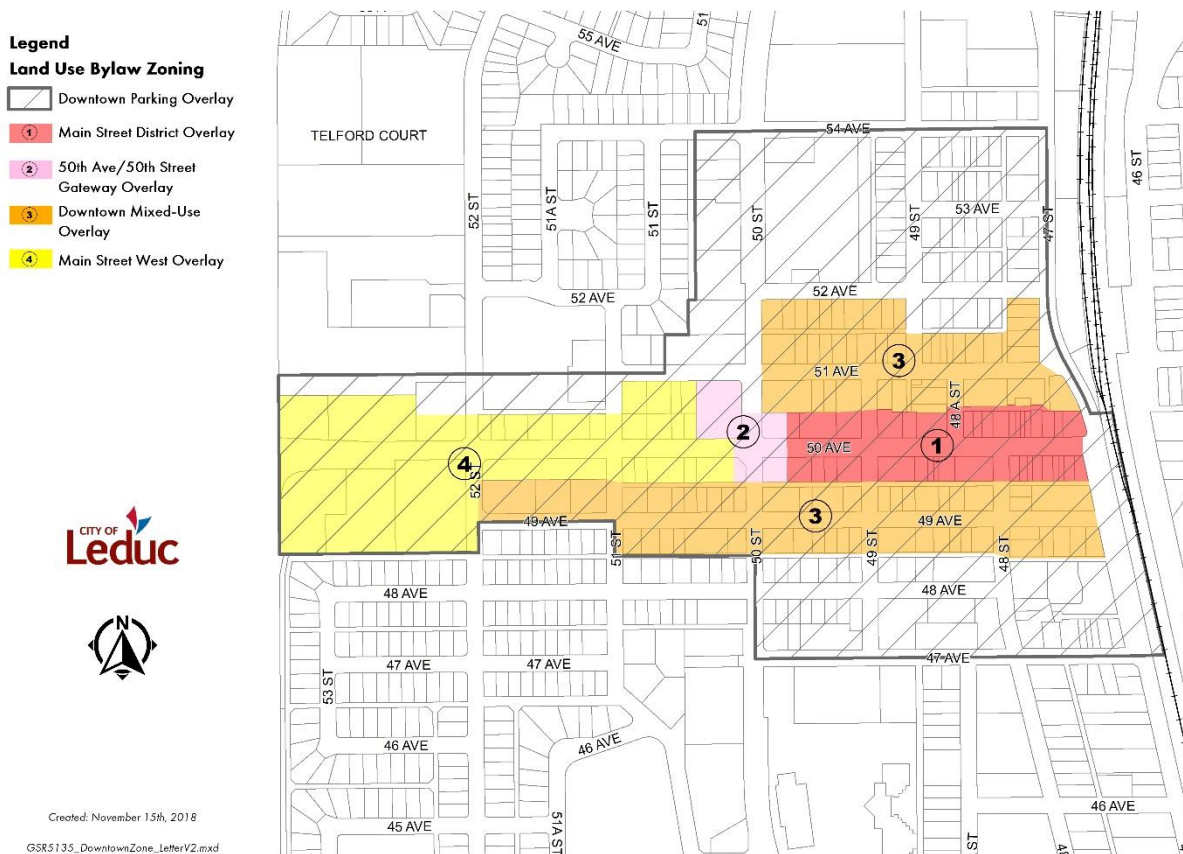 Legend
Land Use Bylaw Zoning
Downtown Parking Overlay
1 Main Street District Overlay
2 50th Ave/50th Street
Gateway Overlay
3 Downtown Mixed-Use
Overlay
4 Main Street West Overlay
CITY OF
Leduc
N
Created: November 15th, 2018
GSR5135_DowntownZone_LetterV2.mxd
55 AVE
51
TELFORD COURT
54 AVE
46 ST
52 ST
51A ST
51 ST
50 ST
49 ST
53 AVE
47 ST
52 AVE
52 AVE
3
51 AVE
48 A ST
2
50 AVE
1
4
52 ST
3
49 AVE
49 AVE
51 ST
50 ST
49 ST
48 ST
48 AVE
48 AVE
47 AVE
47 AVE
47 AVE
53 ST
46 AVE
46 AVE
46 AVE
45 AVE
51A ST
ST